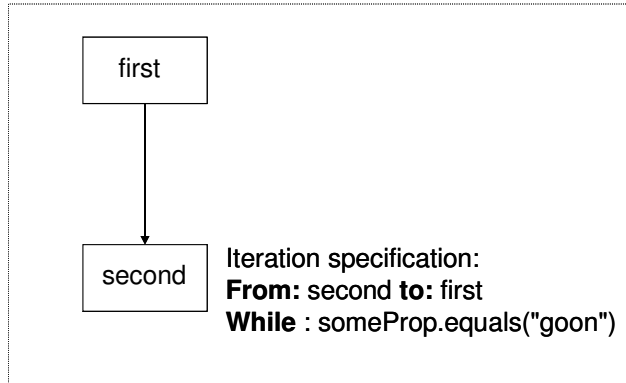 first
second
Iteration specification:
From: second to: first
While : someProp.equals("goon")